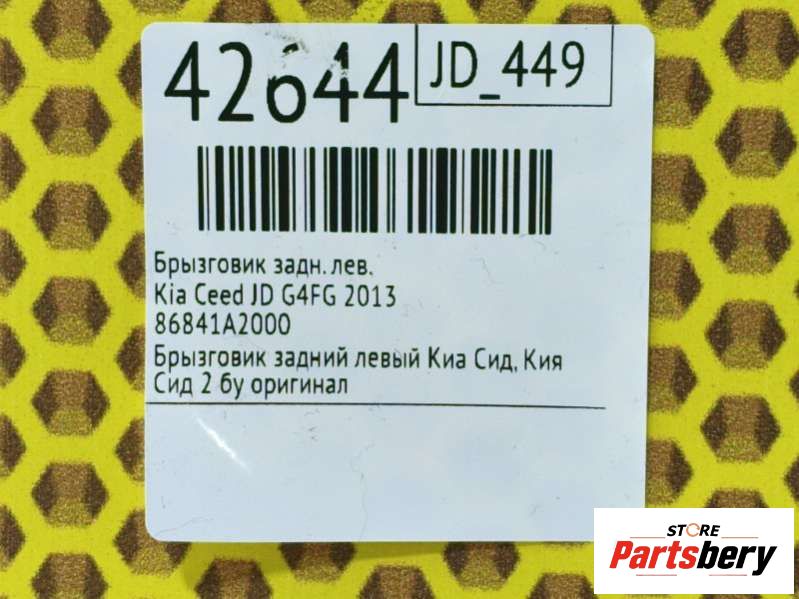 42644
JD_449
Брызговик задн. лев.
Kia Ceed JD G4FG 2013
86841A2000
Брызговик задний левый Киа Сид, Кия
Сид 2 бу оригинал
STORE
Partsbery